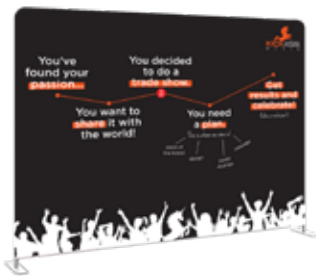 You've
found your
passion...
You want to
share it with
the world!
You decided
to do a
trade show.
You need
a plan.
Get
results and
celebrate!